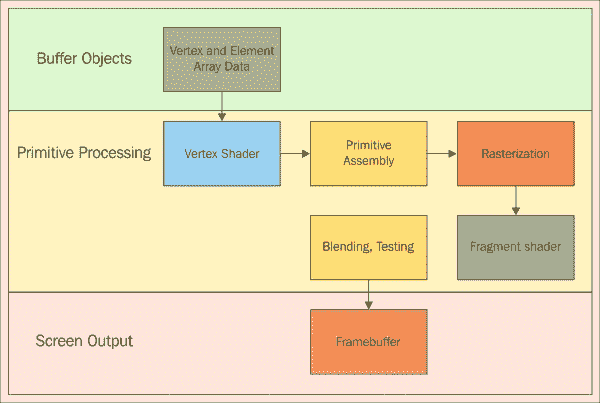 Buffer Objects
Vertex and Element
Array Data
Primitive Processing
Vertex Shader
Primitive
Assembly
Rasterization
Blending, Testing
Fragment shader
Screen Output
Framebuffer